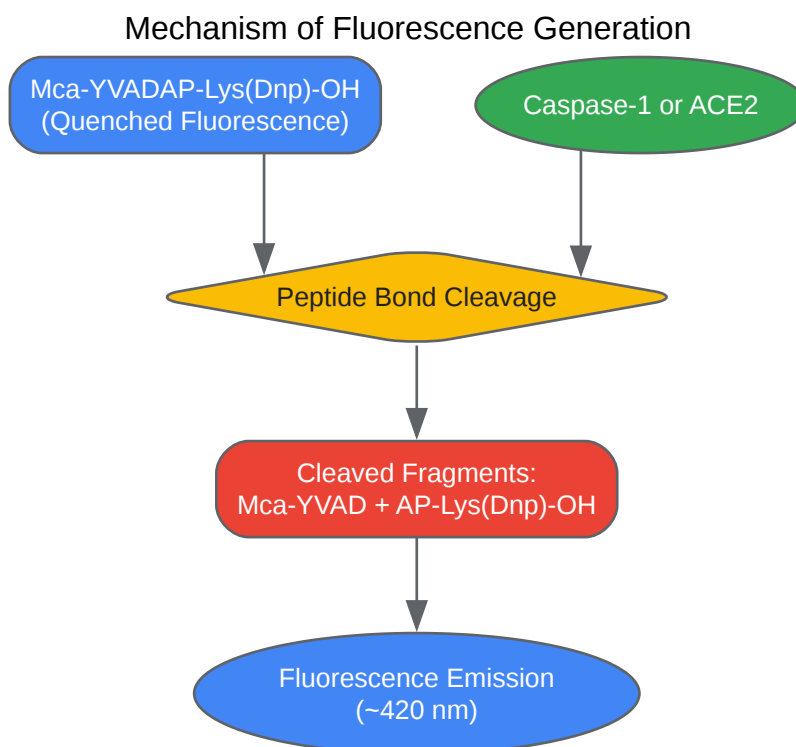 Mechanism of Fluorescence Generation
Mca-YVADAP-Lys(Dnp)-OH
(Quenched Fluorescence)
Caspase-1 or ACE2
Peptide Bond Cleavage
Cleaved Fragments:
Mca-YVAD + AP-Lys(Dnp)-OH
Fluorescence Emission
(~420 nm)